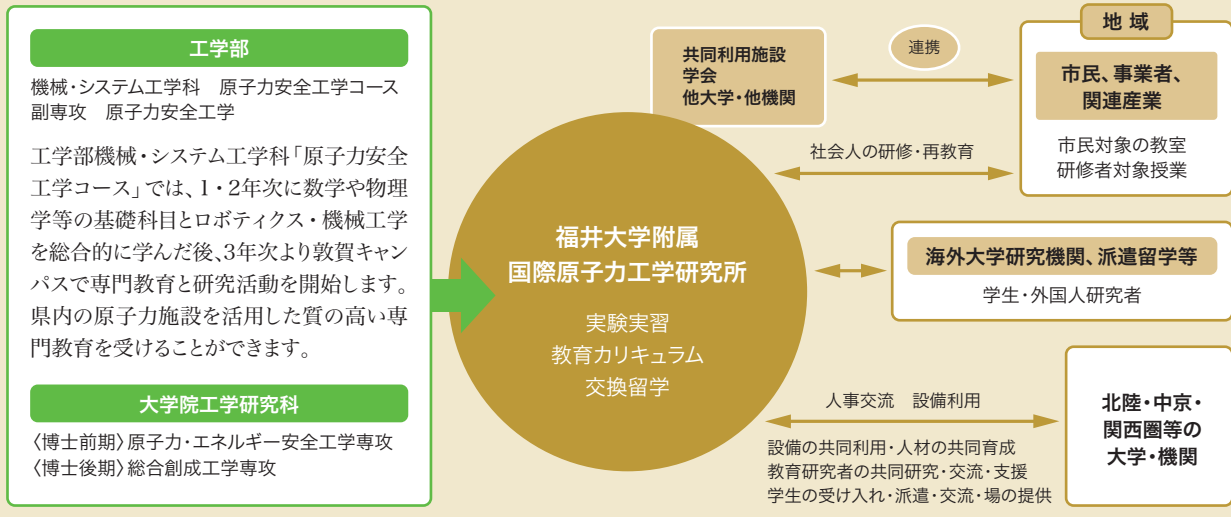 工学部
機械・システム工学科　原子力安全工学コース
副専攻　原子力安全工学
工学部機械・システム工学科「原子力安全
工学コース」では、1・2年次に数学や物理
学等の基礎科目とロボティクス・機械工学
を総合的に学んだ後、3年次より敦賀キャン
パスで専門教育と研究活動を開始します。
県内の原子力施設を活用した質の高い専
門教育を受けることができます。
大学院工学研究科
〈博士前期〉原子力・エネルギー安全工学専攻
〈博士後期〉総合創成工学専攻
共同利用施設
学会
他大学・他機関
福井大学附属
国際原子力工学研究所
実験実習
教育カリキュラム
交換留学
連携
社会人の研修・再教育
地域
市民、事業者、
関連産業
市民対象の教室
研修者対象授業
海外大学研究機関、派遣留学等
学生・外国人研究者
人事交流　設備利用
設備の共同利用・人材の共同育成
教育研究者の共同研究・交流・支援
学生の受け入れ・派遣・交流・場の提供
北陸・中京・
関西圏等の
大学・機関